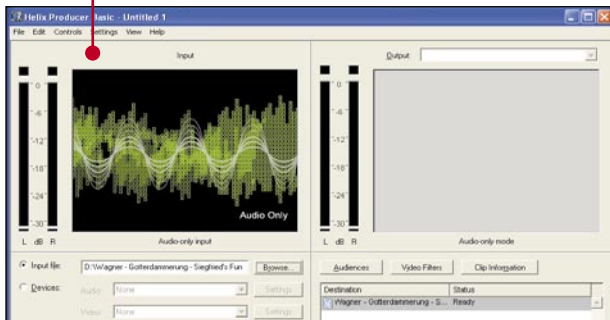 Helix Producer Basic - Untitled 1
File Edit Controls Settings View Help
Input
Output:
0
-6
-12
-18
-24
-30
L dB R
Audio Only
Audio-only input
0
-6
-12
-18
-24
-30
L dB R
Audio-only mode
Input file: D:\Wagner - Gotterdammerung - Siegfried's Fun Browse...
Devices: Audio: None Settings
Video: None Settings
Audiences Video Filters Clip Information
Destination Status
Wagner - Gotterdammerung - S... Ready